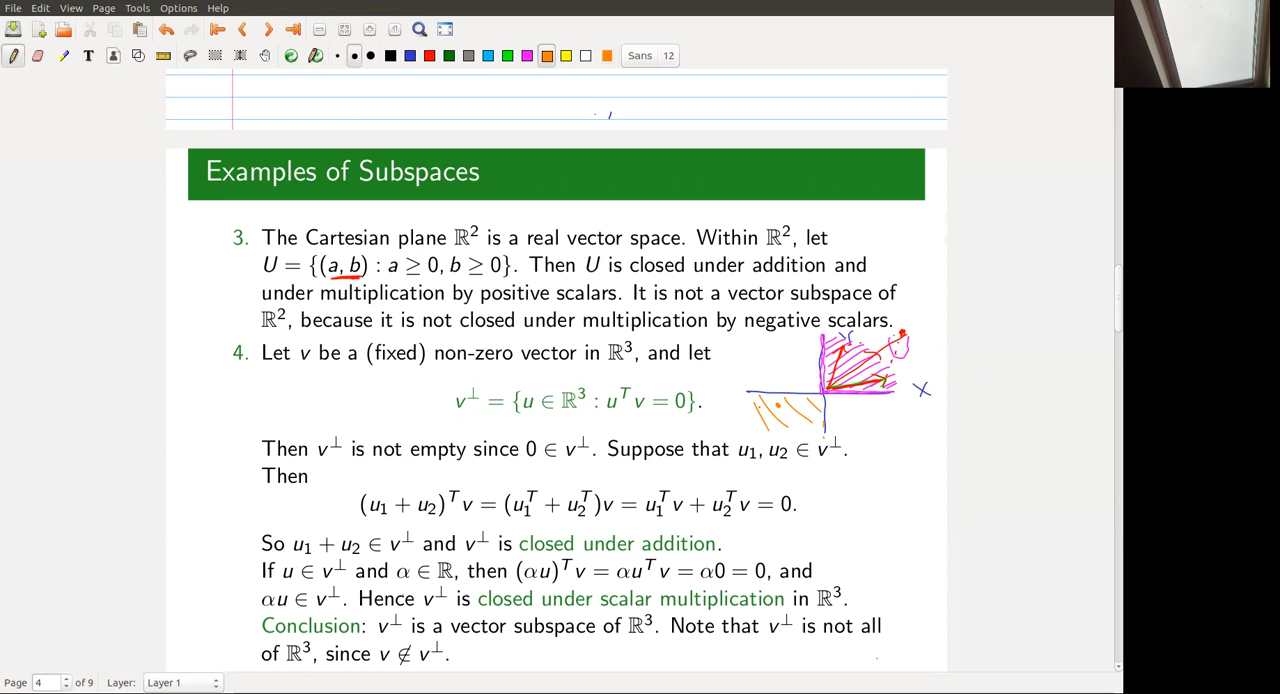 File Edit View Page Tools Options Help
Sans 12
Examples of Subspaces
3. The Cartesian plane ℝ² is a real vector space. Within ℝ², let
U = {(a, b) : a ≥ 0, b ≥ 0}. Then U is closed under addition and
under multiplication by positive scalars. It is not a vector subspace of
ℝ², because it is not closed under multiplication by negative scalars.
4. Let v be a (fixed) non-zero vector in ℝ³, and let
v⊥ = {u ∈ ℝ³ : uᵀv = 0}.
X
Then v⊥ is not empty since 0 ∈ v⊥. Suppose that u₁, u₂ ∈ v⊥.
Then
(u₁ + u₂)ᵀv = (u₁ᵀ + u₂ᵀ)v = u₁ᵀv + u₂ᵀv = 0.
So u₁ + u₂ ∈ v⊥ and v⊥ is closed under addition.
If u ∈ v⊥ and α ∈ ℝ, then (αu)ᵀv = αuᵀv = α0 = 0, and
αu ∈ v⊥. Hence v⊥ is closed under scalar multiplication in ℝ³.
Conclusion: v⊥ is a vector subspace of ℝ³. Note that v⊥ is not all
of ℝ³, since v ∉ v⊥.
Page 4 of 9 Layer: Layer 1